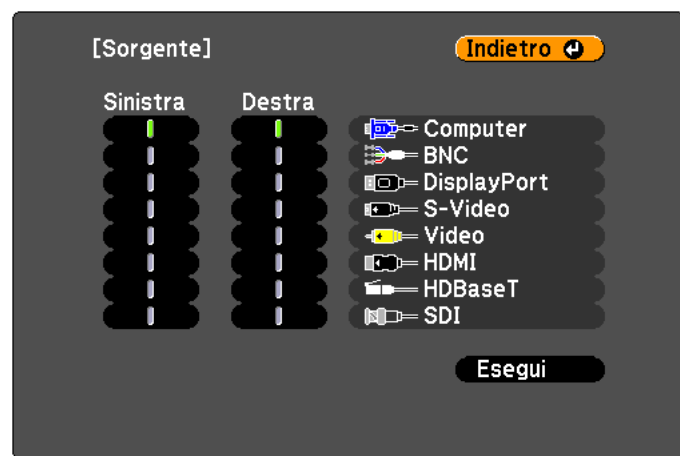 [Sorgente]
Indietro
Sinistra Destra
Computer
BNC
DisplayPort
S-Video
Video
HDMI
HDBaseT
SDI
Esegui